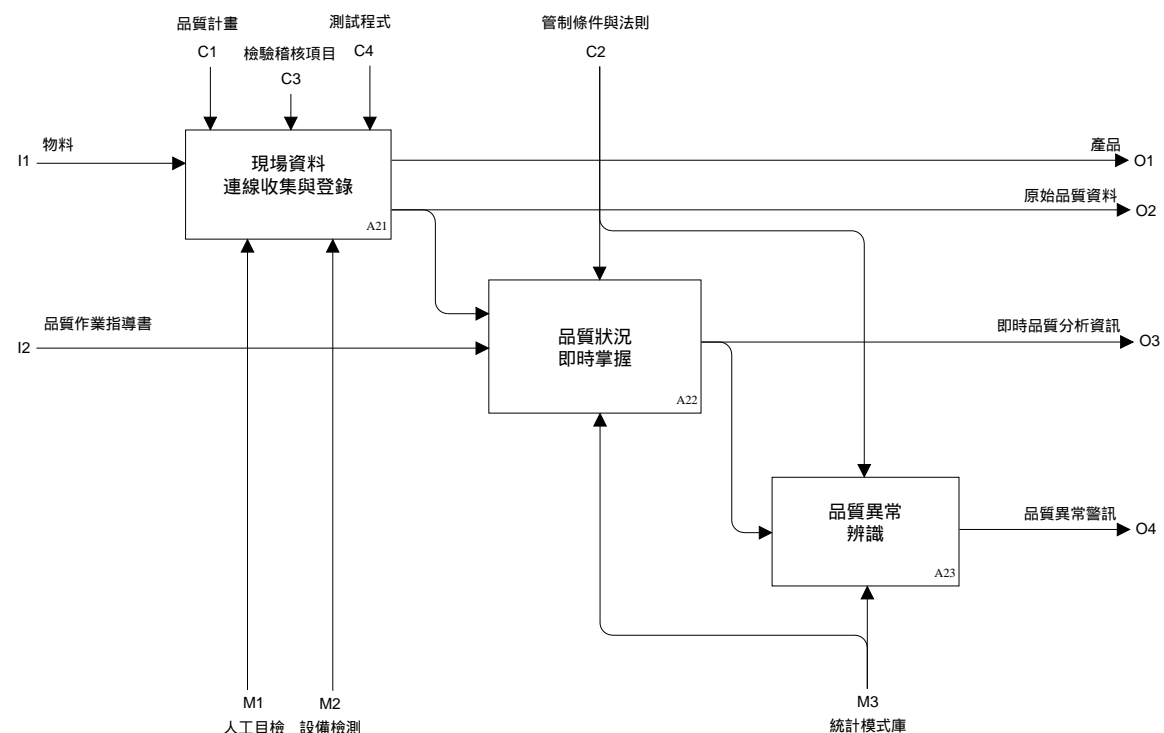 品質計畫
C1
檢驗稽核項目
C3
測試程式
C4
管制條件與法則
C2
I1
物料
現場資料
連線收集與登錄
A21
產品
O1
原始品質資料
O2
I2
品質作業指導書
品質狀況
即時掌握
A22
即時品質分析資訊
O3
品質異常
辨識
A23
品質異常警訊
O4
M1
人工目檢
M2
設備檢測
M3
統計模式庫